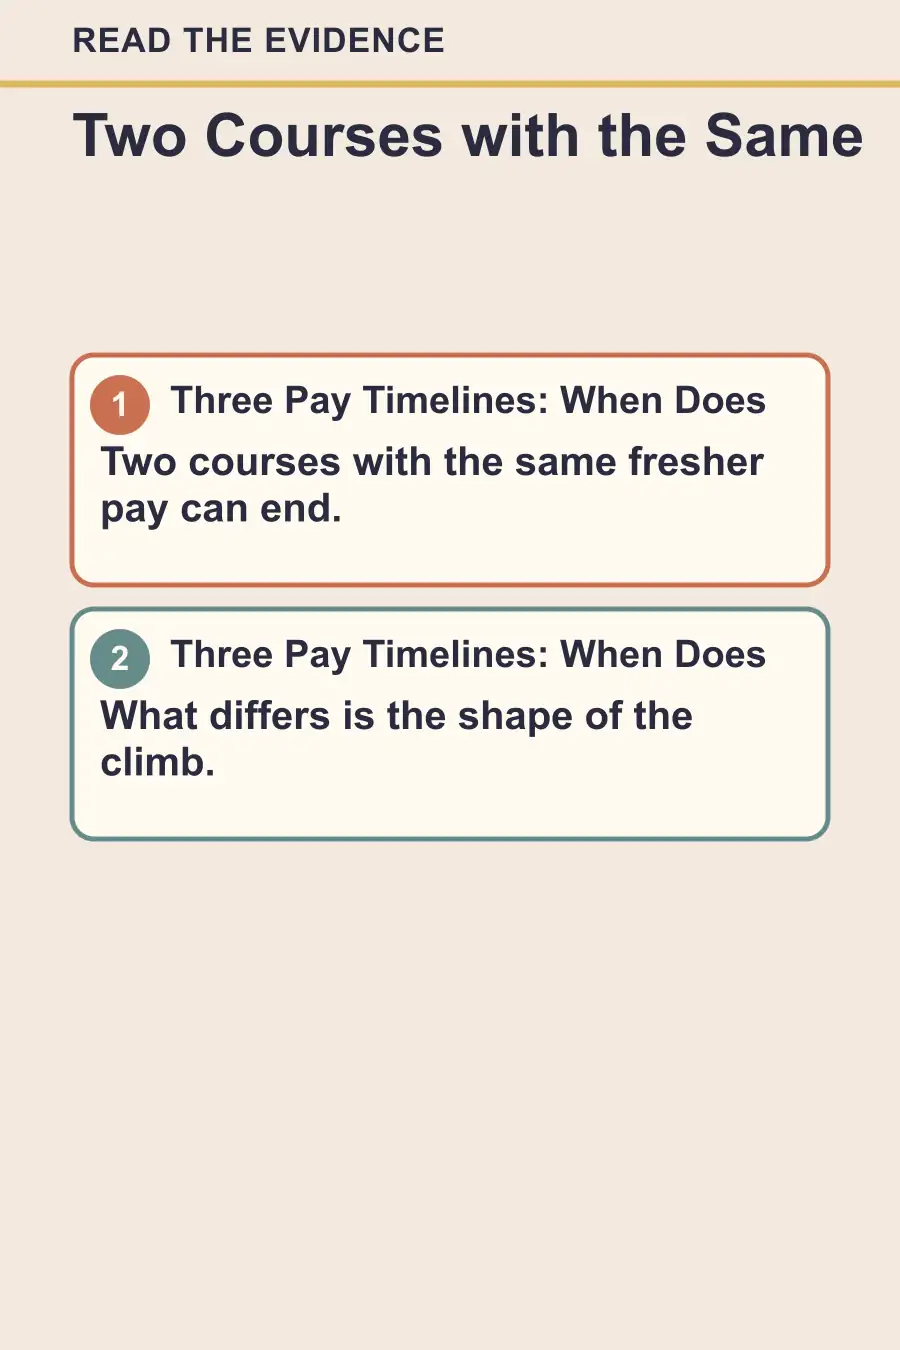 READ THE EVIDENCE
Two Courses with the Same
1 Three Pay Timelines: When Does
Two courses with the same fresher
pay can end.
2 Three Pay Timelines: When Does
What differs is the shape of the
climb.